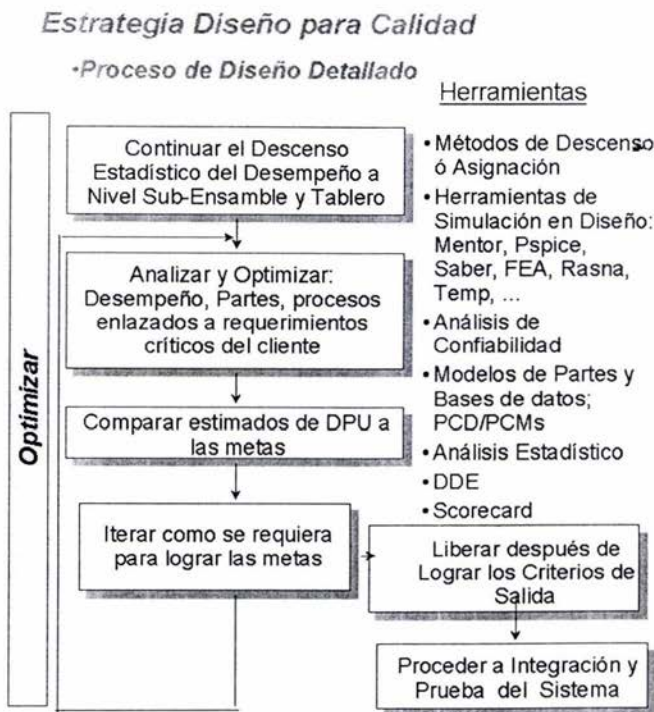 Estrategia Diseño para Calidad
•Proceso de Diseño Detallado
Herramientas
Optimizar
Continuar el Descenso
Estadístico del Desempeño a
Nivel Sub-Ensamble y Tablero
Analizar y Optimizar:
Desempeño, Partes, procesos
enlazados a requerimientos
críticos del cliente
Comparar estimados de DPU a
las metas
Iterar como se requiera
para lograr las metas
•Métodos de Descenso
ó Asignación
•Herramientas de
Simulación en Diseño:
Mentor, Pspice,
Saber, FEA, Rasna,
Temp, ...
•Análisis de
Confiabilidad
•Modelos de Partes y
Bases de datos;
PCD/PCMs
•Análisis Estadístico
•DDE
•Scorecard
Liberar después de
Lograr los Criterios de
Salida
Proceder a Integración y
Prueba del Sistema